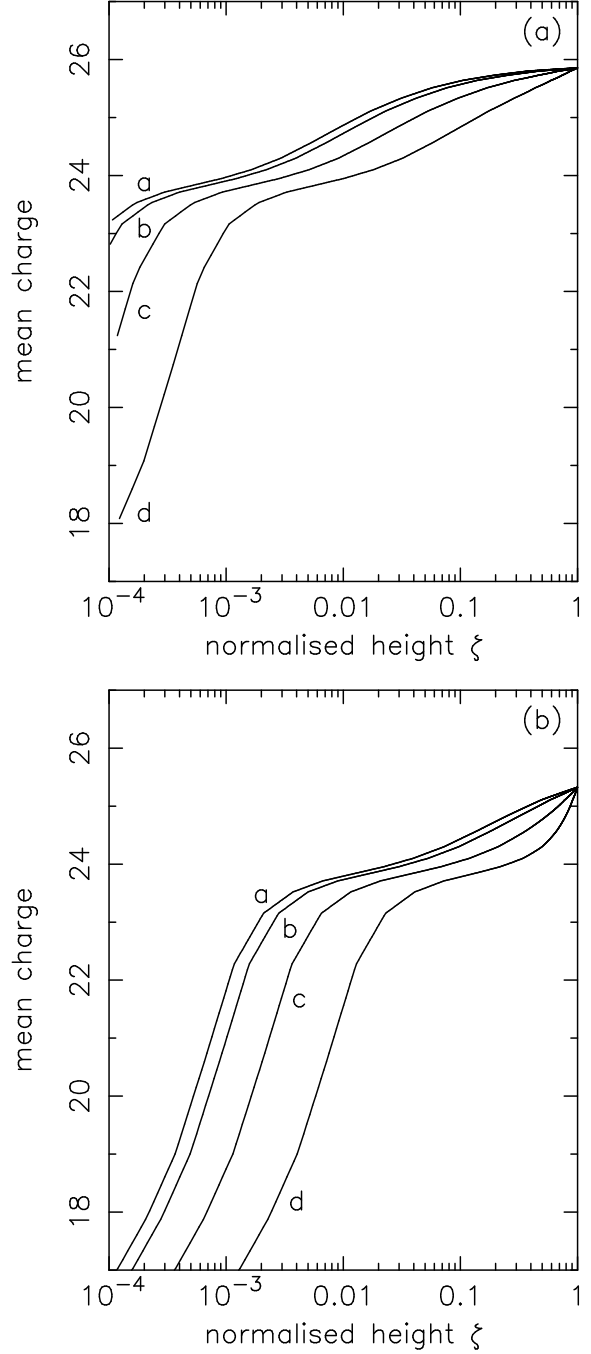 (a)
26
24
22
20
18
mean charge
a
b
c
d
10⁻⁴ 10⁻³ 0.01 0.1 1
normalised height ζ
(b)
26
24
22
20
18
mean charge
a
b
c
d
10⁻⁴ 10⁻³ 0.01 0.1 1
normalised height ζ